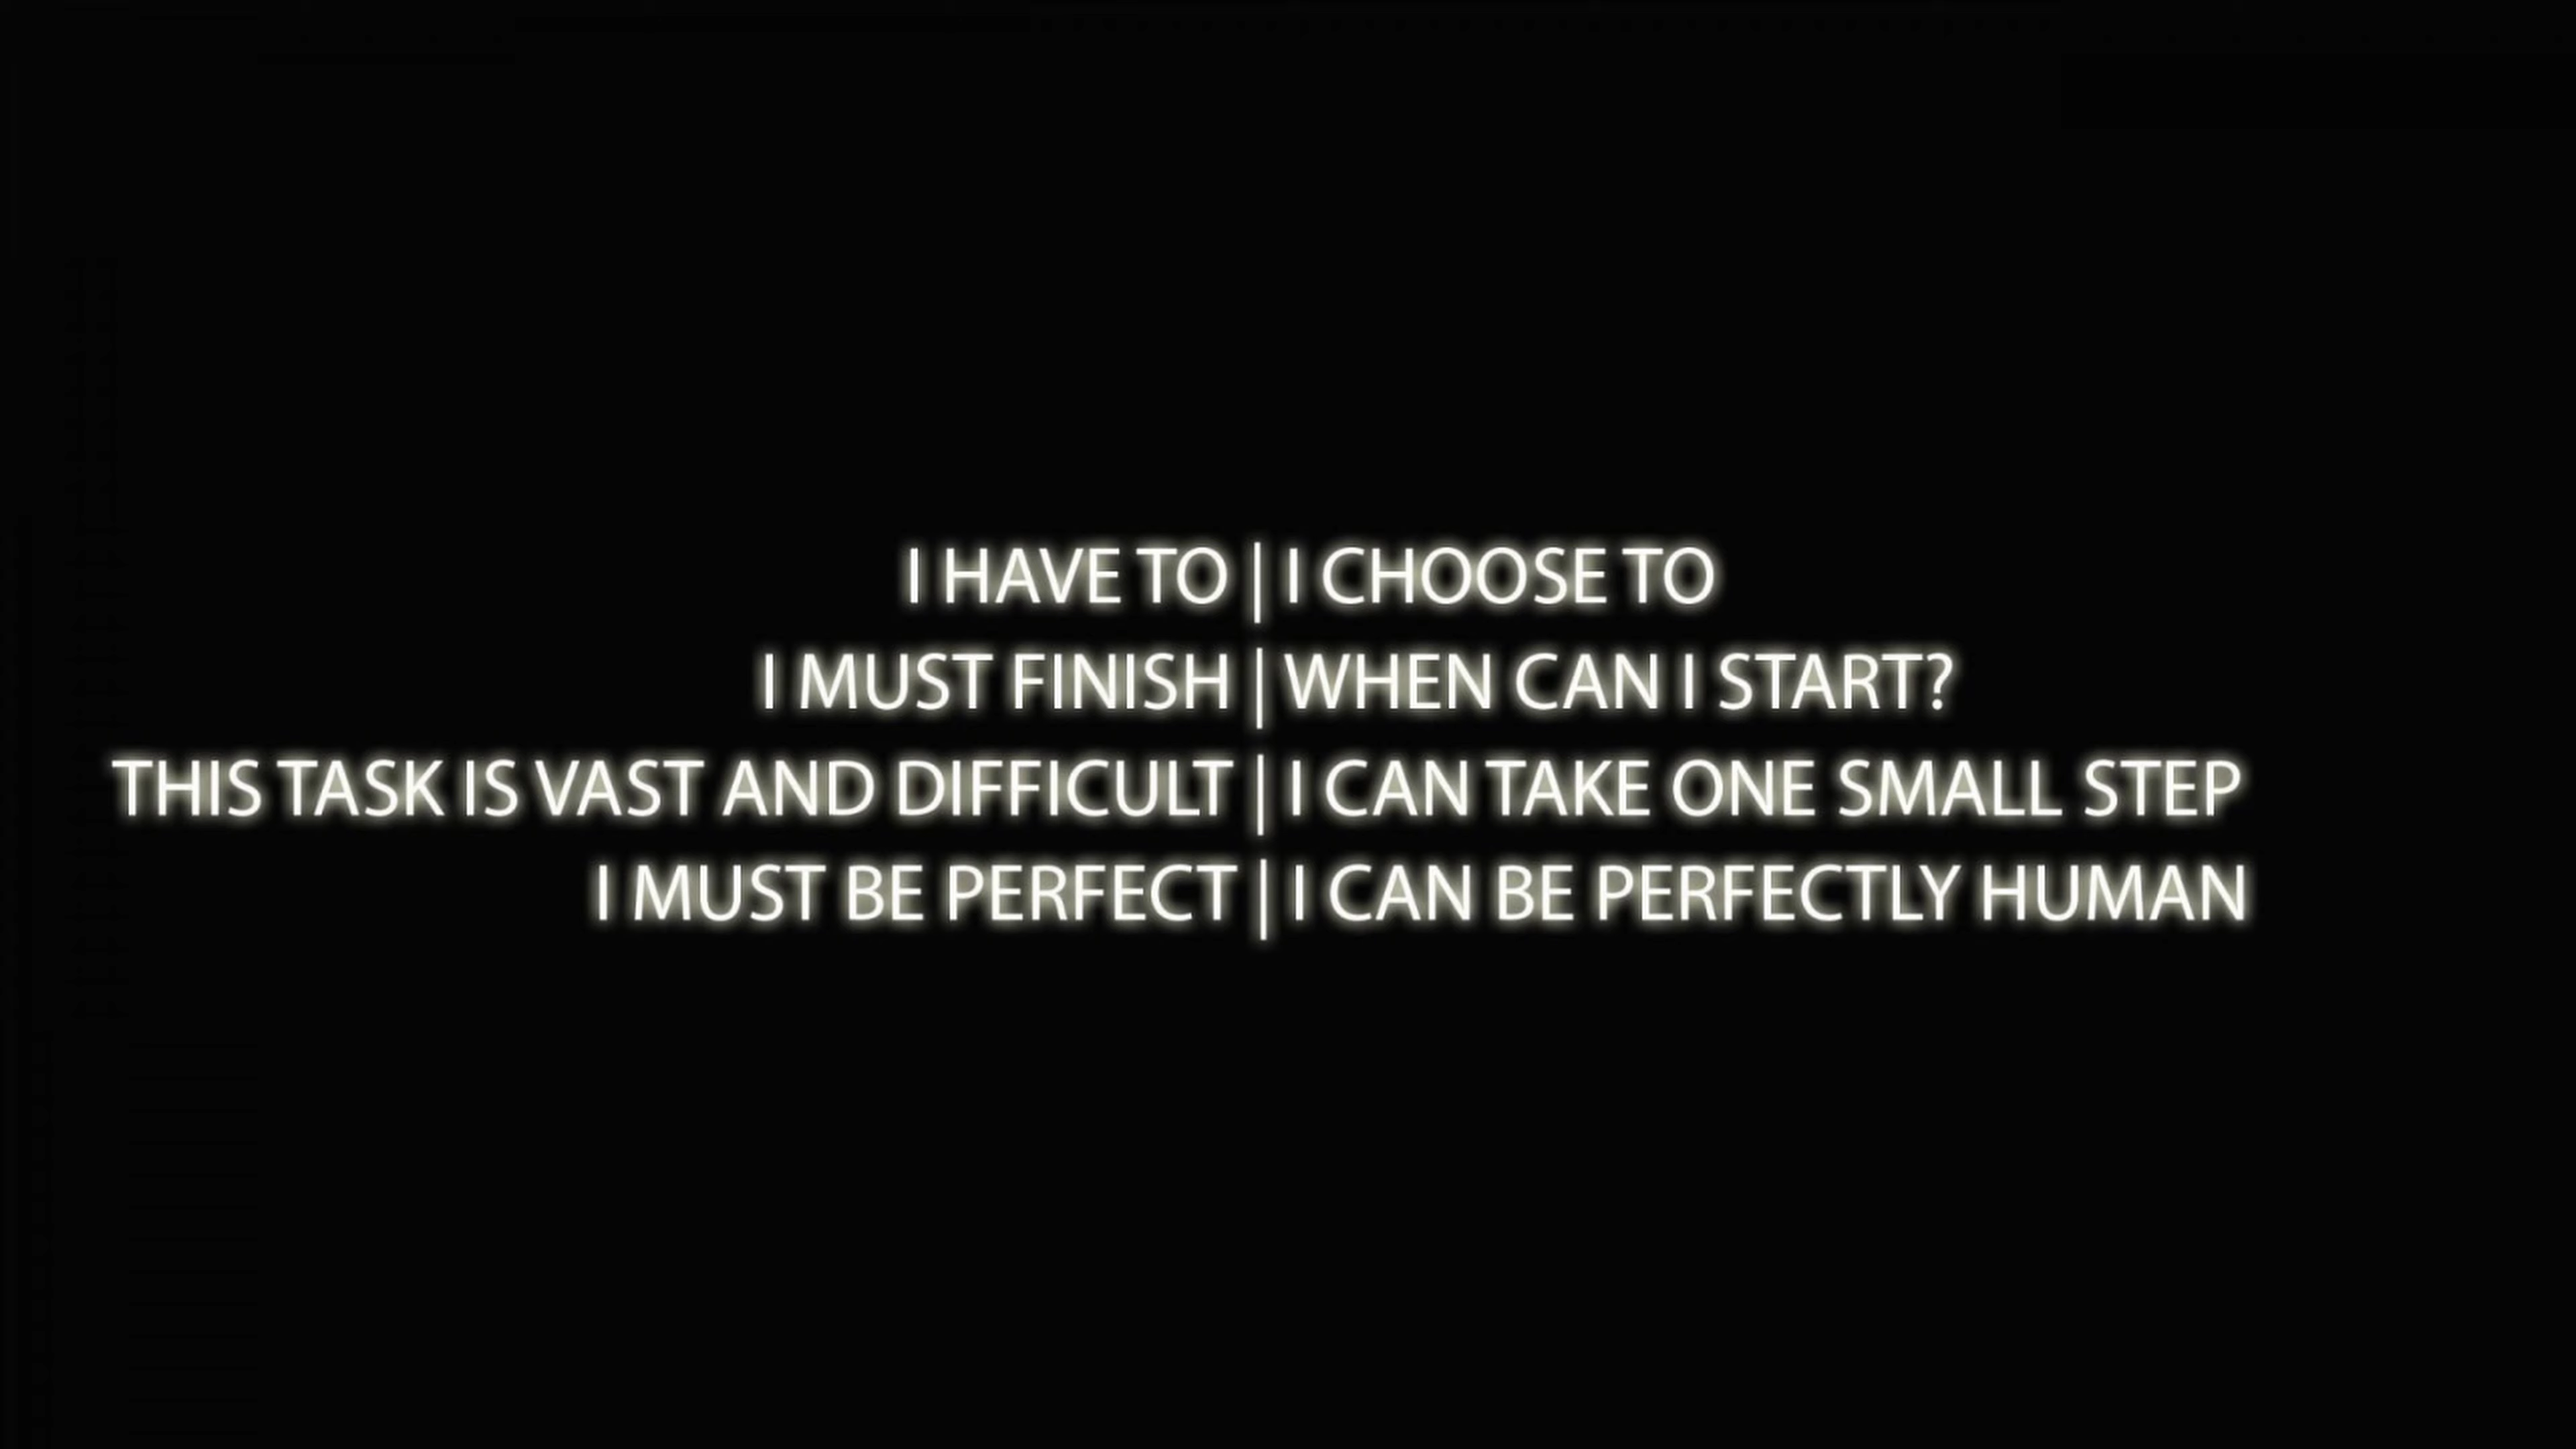 I HAVE TO | I CHOOSE TO
I MUST FINISH | WHEN CAN I START?
THIS TASK IS VAST AND DIFFICULT | I CAN TAKE ONE SMALL STEP
I MUST BE PERFECT | I CAN BE PERFECTLY HUMAN